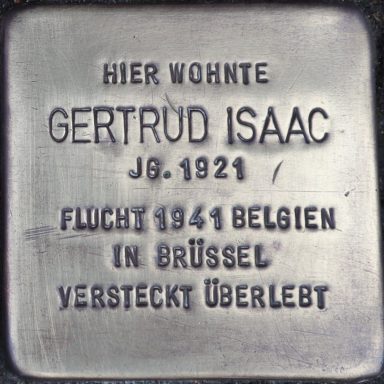 HIER WOHNTE
GERTRUD ISAAC
JG. 1921
FLUCHT 1941 BELGIEN
IN BRÜSSEL
VERSTECKT ÜBERLEBT